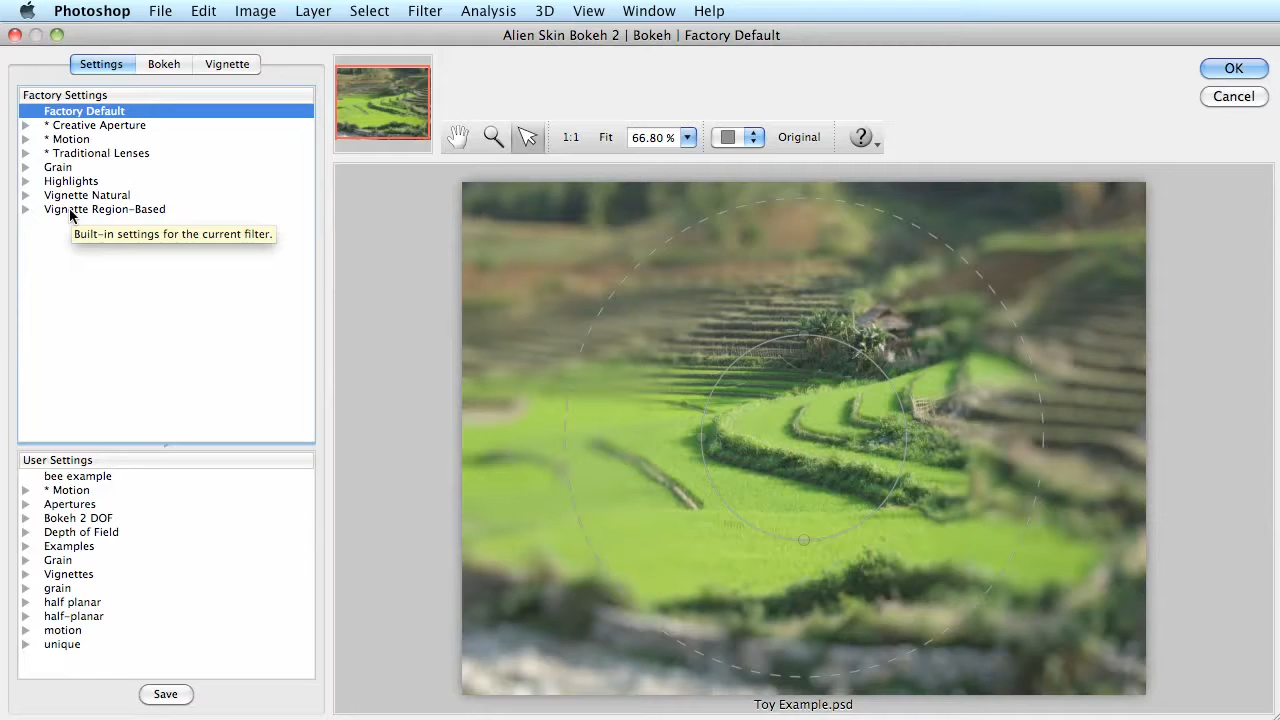 Photoshop File Edit Image Layer Select Filter Analysis 3D View Window Help
Alien Skin Bokeh 2 | Bokeh | Factory Default
Settings Bokeh Vignette
Factory Settings
Factory Default
* Creative Aperture
* Motion
* Traditional Lenses
Grain
Highlights
Vignette Natural
Vignette Region-Based
Built-in settings for the current filter.
User Settings
bee example
* Motion
Apertures
Bokeh 2 DOF
Depth of Field
Examples
Grain
Vignettes
grain
half planar
half-planar
motion
unique
Save
1:1 Fit 66.80 % Original ?
OK
Cancel
Toy Example.psd